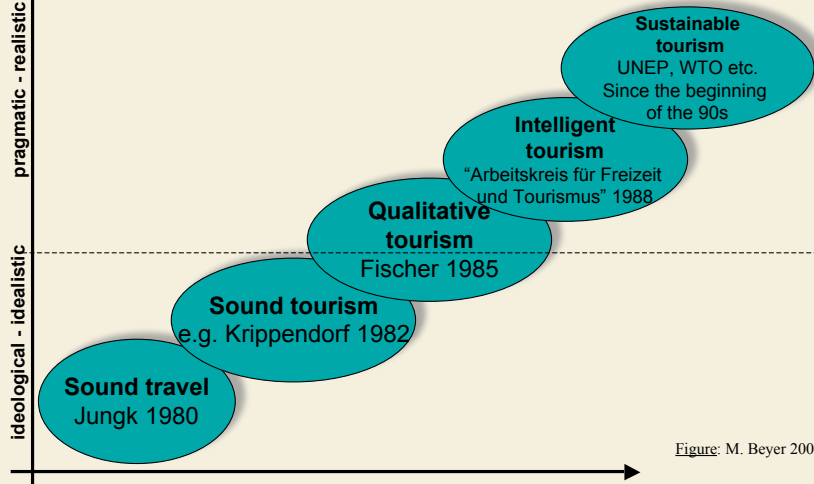 pragmatic - realistic
ideological - idealistic
Sustainable
tourism
UNEP, WTO etc.
Since the beginning
of the 90s
Intelligent
tourism
“Arbeitskreis für Freizeit
und Tourismus” 1988
Qualitative
tourism
Fischer 1985
Sound tourism
e.g. Krippendorf 1982
Sound travel
Jungk 1980
Figure: M. Beyer 200